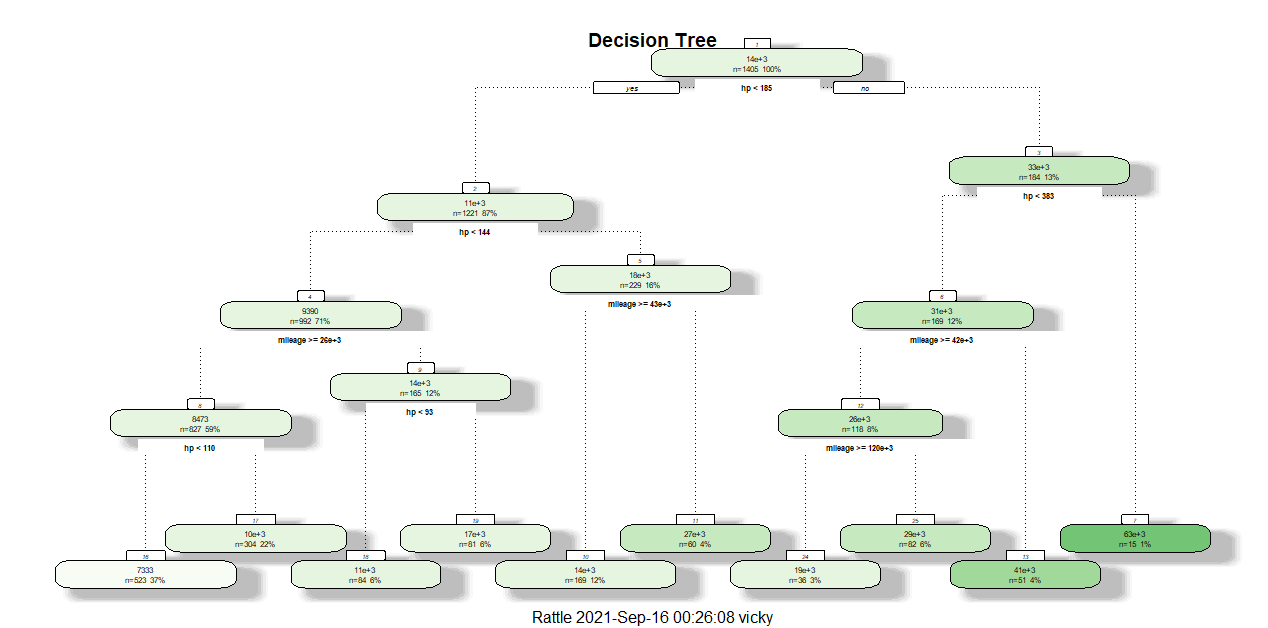 Decision Tree
1
14e+3
n=1405 100%
yes
hp < 185
no
3
33e+3
n=184 13%
hp < 383
2
11e+3
n=1221 87%
hp < 144
5
18e+3
n=229 16%
mileage >= 43e+3
4
9390
n=992 71%
mileage >= 26e+3
6
31e+3
n=169 12%
mileage >= 42e+3
9
14e+3
n=165 12%
hp < 93
8
8473
n=827 59%
hp < 110
12
26e+3
n=118 8%
mileage >= 120e+3
17
10e+3
n=304 22%
19
17e+3
n=81 6%
11
27e+3
n=60 4%
25
29e+3
n=82 6%
7
63e+3
n=15 1%
16
7333
n=523 37%
18
11e+3
n=84 6%
10
14e+3
n=169 12%
24
19e+3
n=36 3%
13
41e+3
n=51 4%
Rattle 2021-Sep-16 00:26:08 vicky